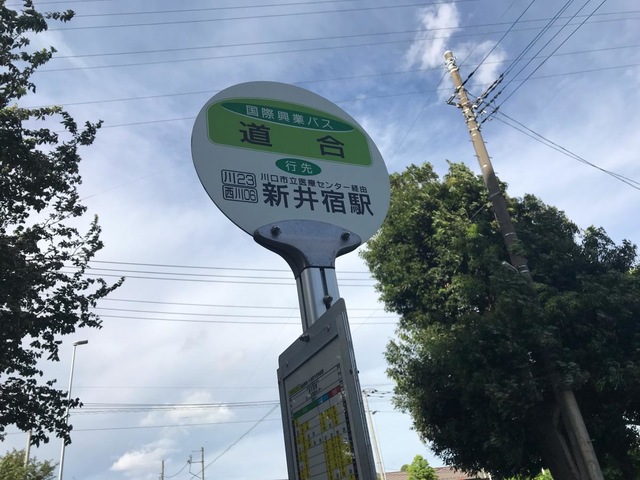 国際興業バス
道合
行先
川23
西川06
川口市立医療センター経由
新井宿駅